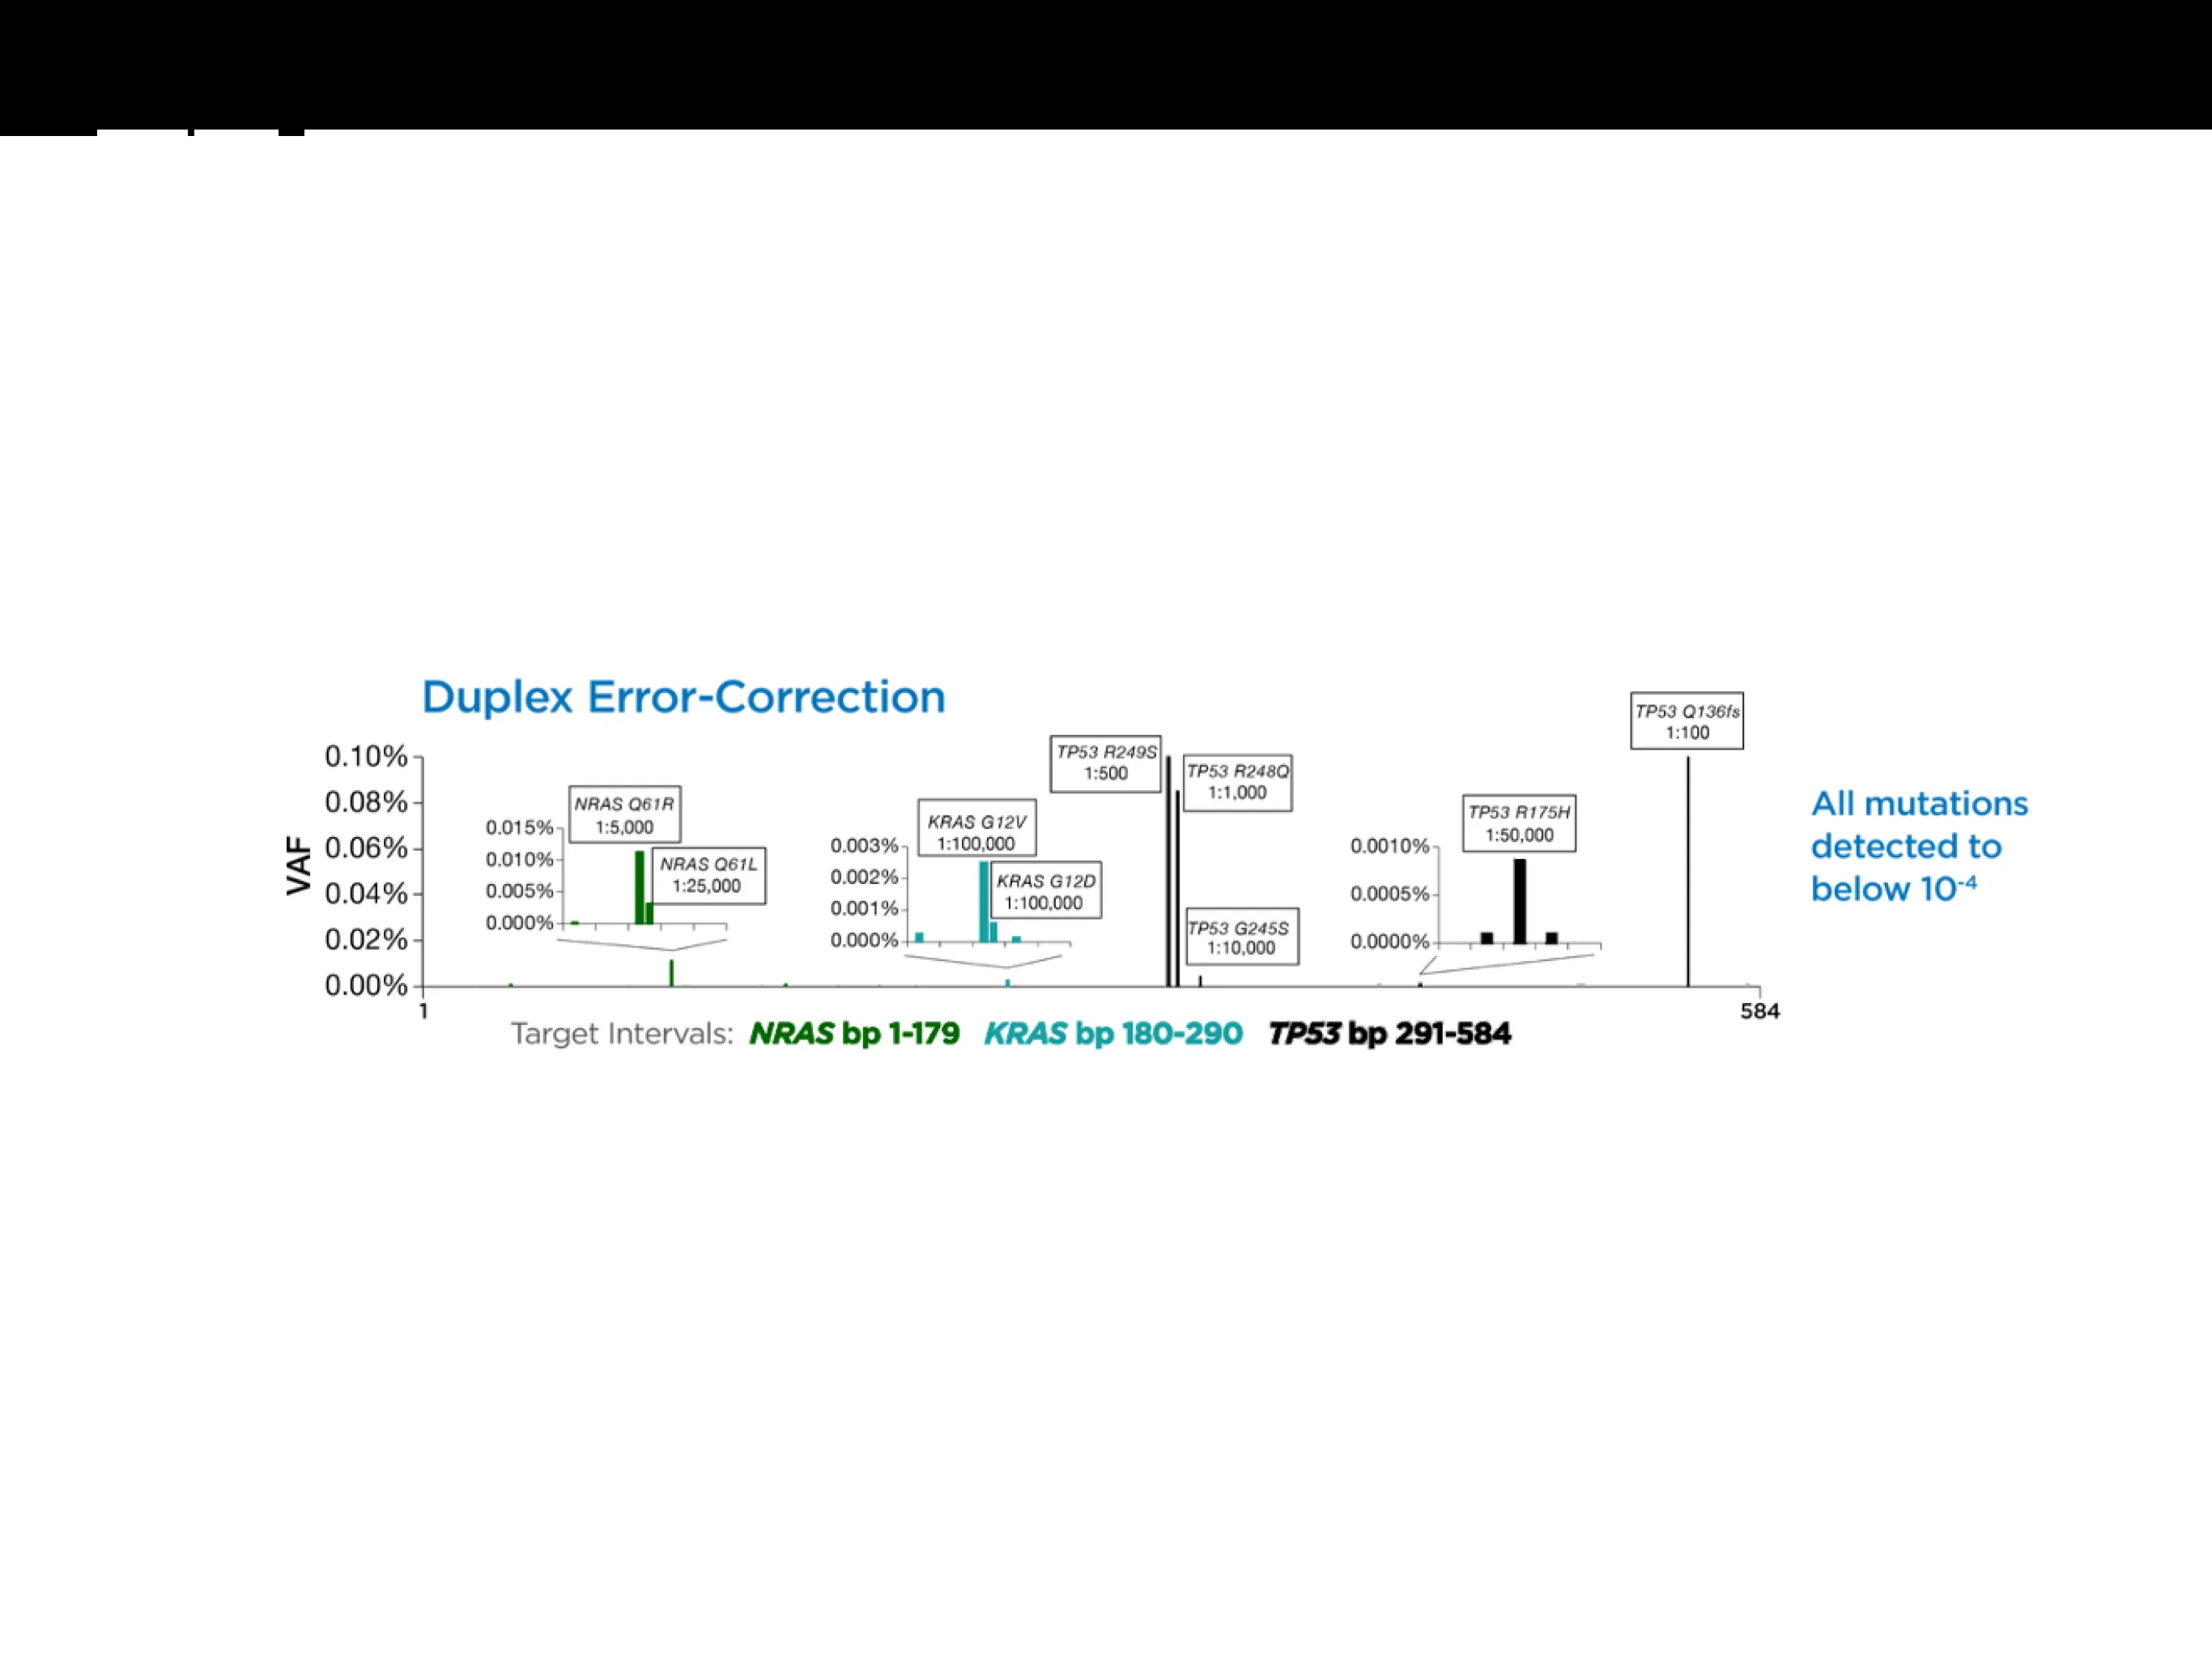 Duplex Error-Correction
VAF
0.10%
0.08%
0.06%
0.04%
0.02%
0.00%
1
584
NRAS Q61R
1:5,000
NRAS Q61L
1:25,000
0.015%
0.010%
0.005%
0.000%
KRAS G12V
1:100,000
KRAS G12D
1:100,000
0.003%
0.002%
0.001%
0.000%
TP53 R249S
1:500
TP53 R248Q
1:1,000
TP53 G245S
1:10,000
TP53 R175H
1:50,000
0.0010%
0.0005%
0.0000%
TP53 Q136fs
1:100
All mutations
detected to
below 10⁻⁴
Target Intervals: NRAS bp 1-179 KRAS bp 180-290 TP53 bp 291-584